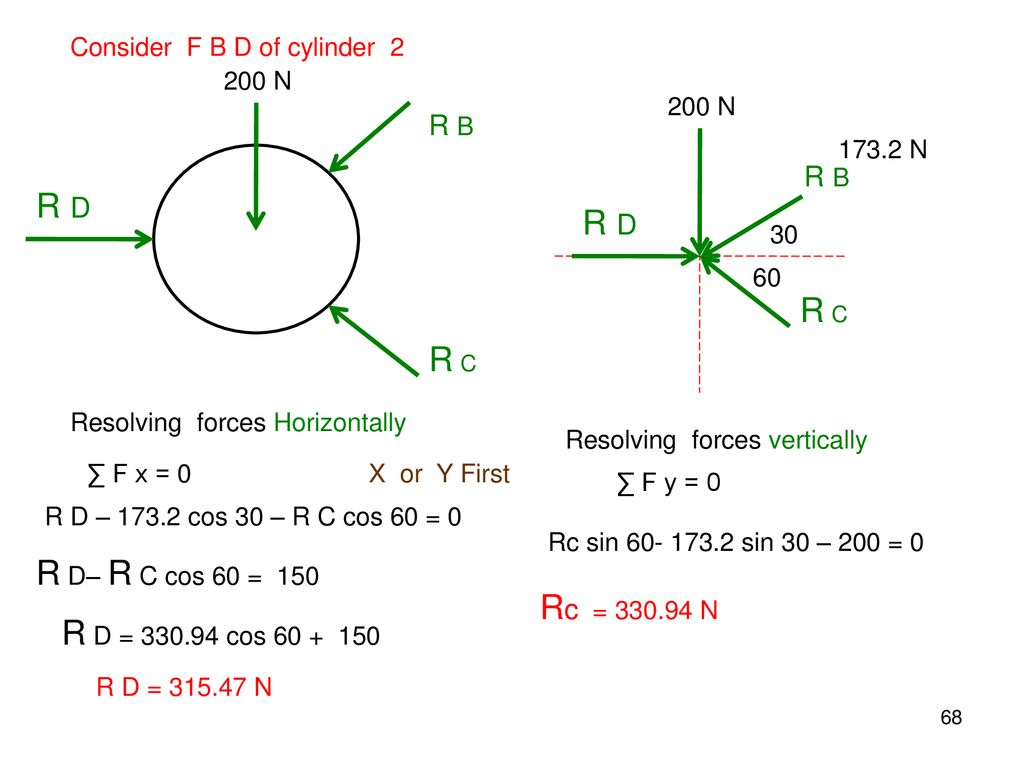 Consider F B D of cylinder 2
200 N
R B
R D
R C
200 N
173.2 N
R B
R D
30
60
R C
Resolving forces Horizontally
∑ F x = 0 X or Y First
R D – 173.2 cos 30 – R C cos 60 = 0
R D– R C cos 60 = 150
R D = 330.94 cos 60 + 150
R D = 315.47 N
Resolving forces vertically
∑ F y = 0
Rc sin 60- 173.2 sin 30 – 200 = 0
Rc = 330.94 N
68